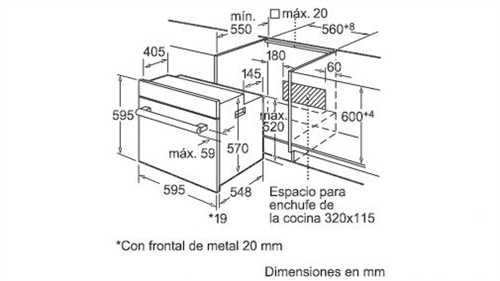 mín.
550
máx. 20
560+8
405
180
60
145
595
600+4
máx.
520
570
máx. 59
595
548
*19
Espacio para
enchufe de
la cocina 320x115
*Con frontal de metal 20 mm
Dimensiones en mm